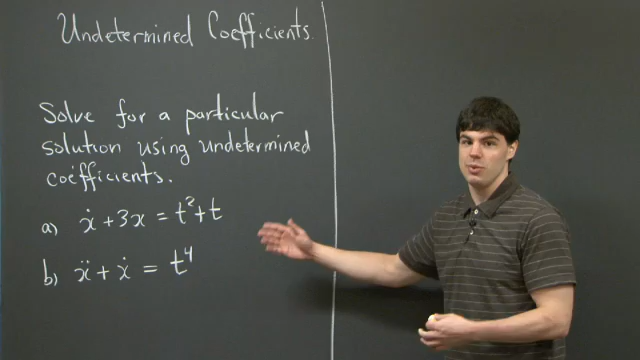 Undetermined Coefficients.
Solve for a particular
solution using undetermined
coefficients.
a) ẋ + 3x = t² + t
b) ẍ + ẋ = t⁴